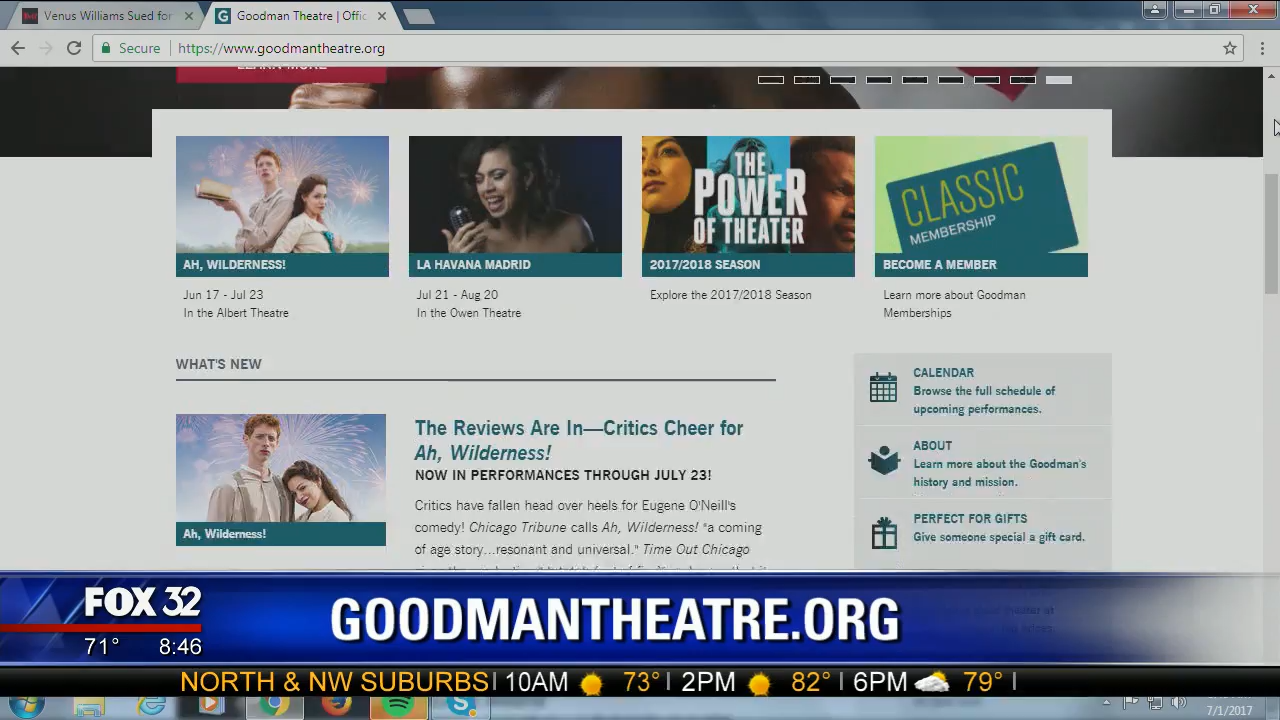 Venus Williams Sued for
Goodman Theatre | Offic
Secure
https://www.goodmantheatre.org
LEARN MORE
AH, WILDERNESS!
Jun 17 - Jul 23
In the Albert Theatre
LA HAVANA MADRID
Jul 21 - Aug 20
In the Owen Theatre
THE
POWER
OF THEATER
2017/2018 SEASON
Explore the 2017/2018 Season
CLASSIC
MEMBERSHIP
BECOME A MEMBER
Learn more about Goodman
Memberships
WHAT'S NEW
Ah, Wilderness!
The Reviews Are In—Critics Cheer for
Ah, Wilderness!
NOW IN PERFORMANCES THROUGH JULY 23!
Critics have fallen head over heels for Eugene O'Neill's
comedy! Chicago Tribune calls Ah, Wilderness! "a coming
of age story...resonant and universal." Time Out Chicago
CALENDAR
Browse the full schedule of
upcoming performances.
ABOUT
Learn more about the Goodman's
history and mission.
PERFECT FOR GIFTS
Give someone special a gift card.
FOX 32
71° 8:46
GOODMANTHEATRE.ORG
NORTH & NW SUBURBS | 10AM 73° | 2PM 82° | 6PM 79° |
7/1/2017